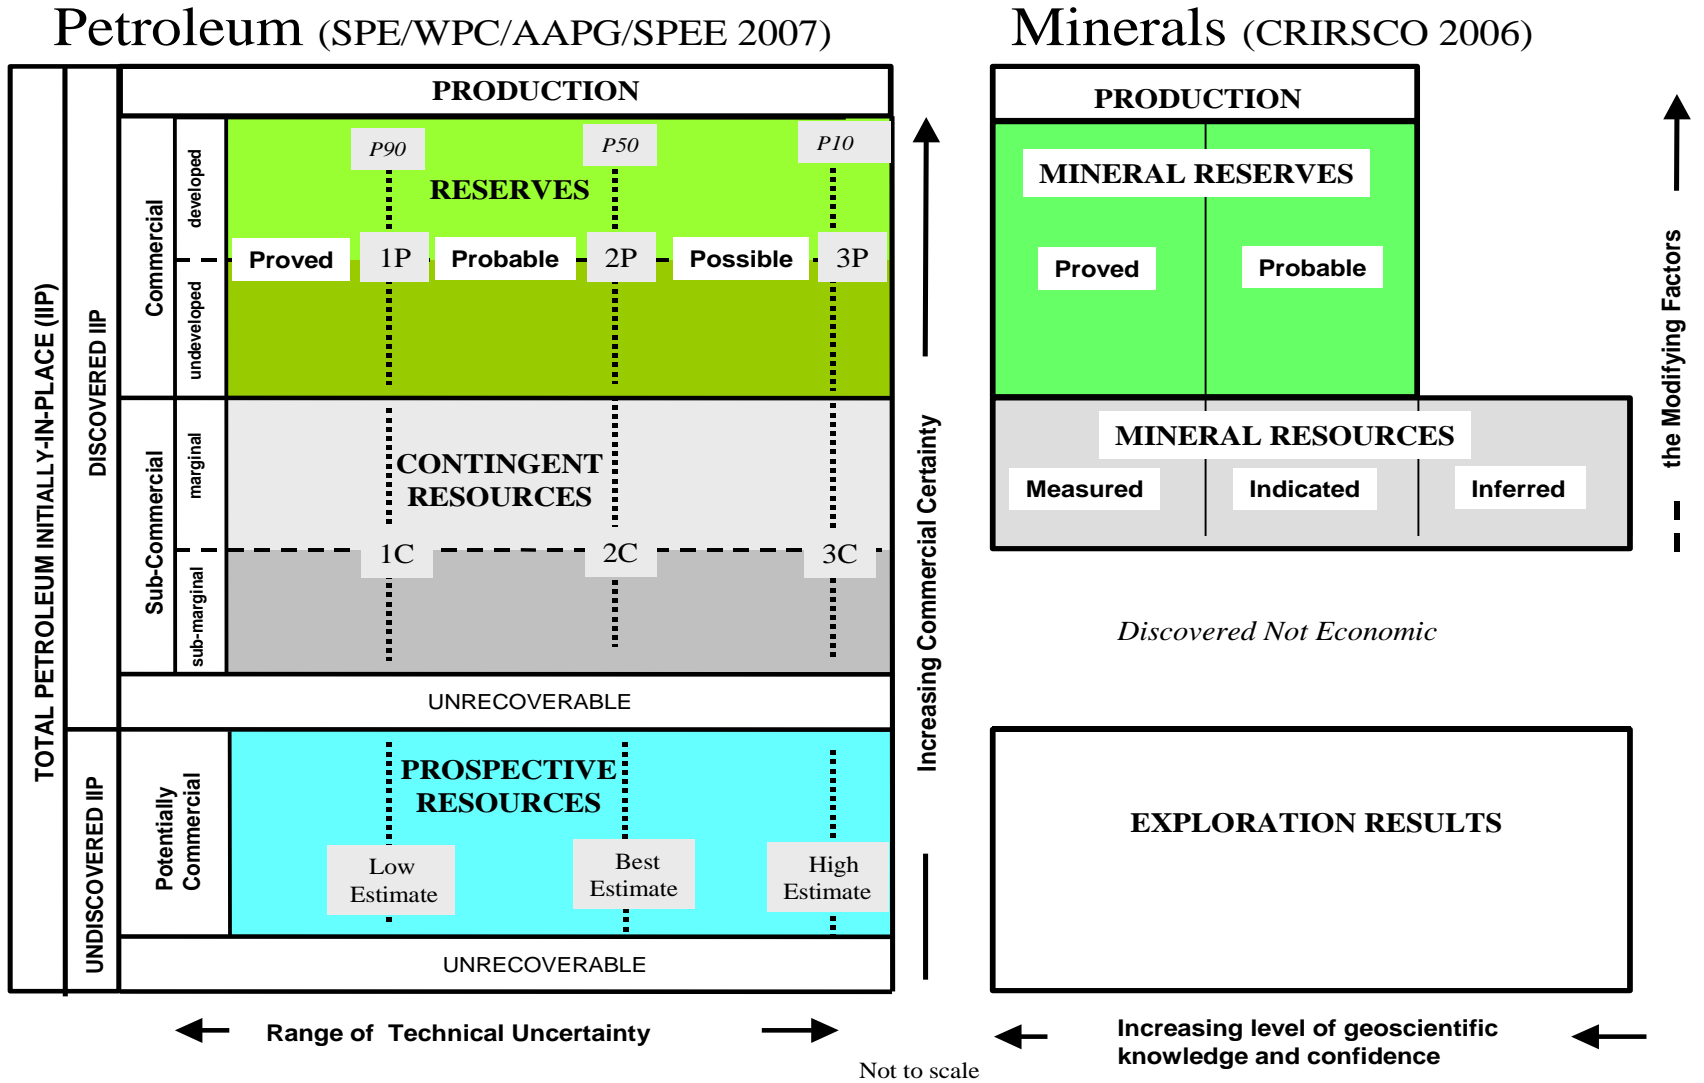 Petroleum (SPE/WPC/AAPG/SPEE 2007)
Minerals (CRIRSCO 2006)
TOTAL PETROLEUM INITIALLY-IN-PLACE (IIP)
DISCOVERED IIP
UNDISCOVERED IIP
PRODUCTION
Commercial
developed
undeveloped
P90
P50
P10
RESERVES
Proved
1P
Probable
2P
Possible
3P
Sub-Commercial
marginal
sub-marginal
CONTINGENT
RESOURCES
1C
2C
3C
UNRECOVERABLE
Potentially
Commercial
PROSPECTIVE
RESOURCES
Low
Estimate
Best
Estimate
High
Estimate
UNRECOVERABLE
Range of Technical Uncertainty
Increasing Commercial Certainty
Not to scale
PRODUCTION
MINERAL RESERVES
Proved
Probable
MINERAL RESOURCES
Measured
Indicated
Inferred
Discovered Not Economic
EXPLORATION RESULTS
the Modifying Factors
Increasing level of geoscientific
knowledge and confidence